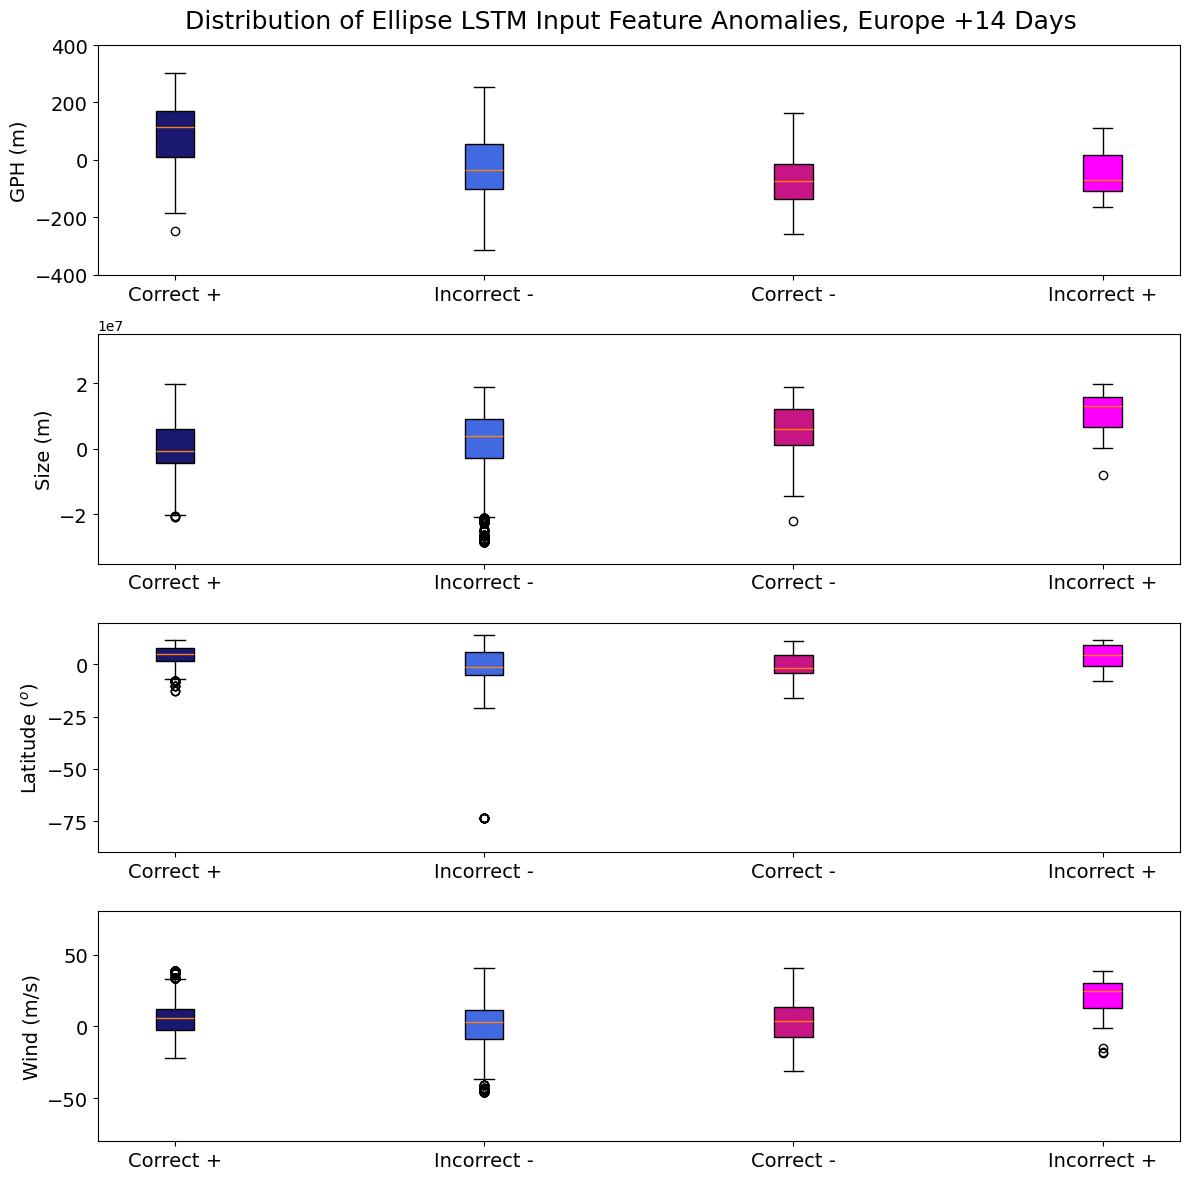 Distribution of Ellipse LSTM Input Feature Anomalies, Europe +14 Days
400
200
0
−200
−400
GPH (m)
Correct + Incorrect - Correct - Incorrect +
1e7
2
0
−2
Size (m)
Correct + Incorrect - Correct - Incorrect +
0
−25
−50
−75
Latitude (°)
Correct + Incorrect - Correct - Incorrect +
50
0
−50
Wind (m/s)
Correct + Incorrect - Correct - Incorrect +